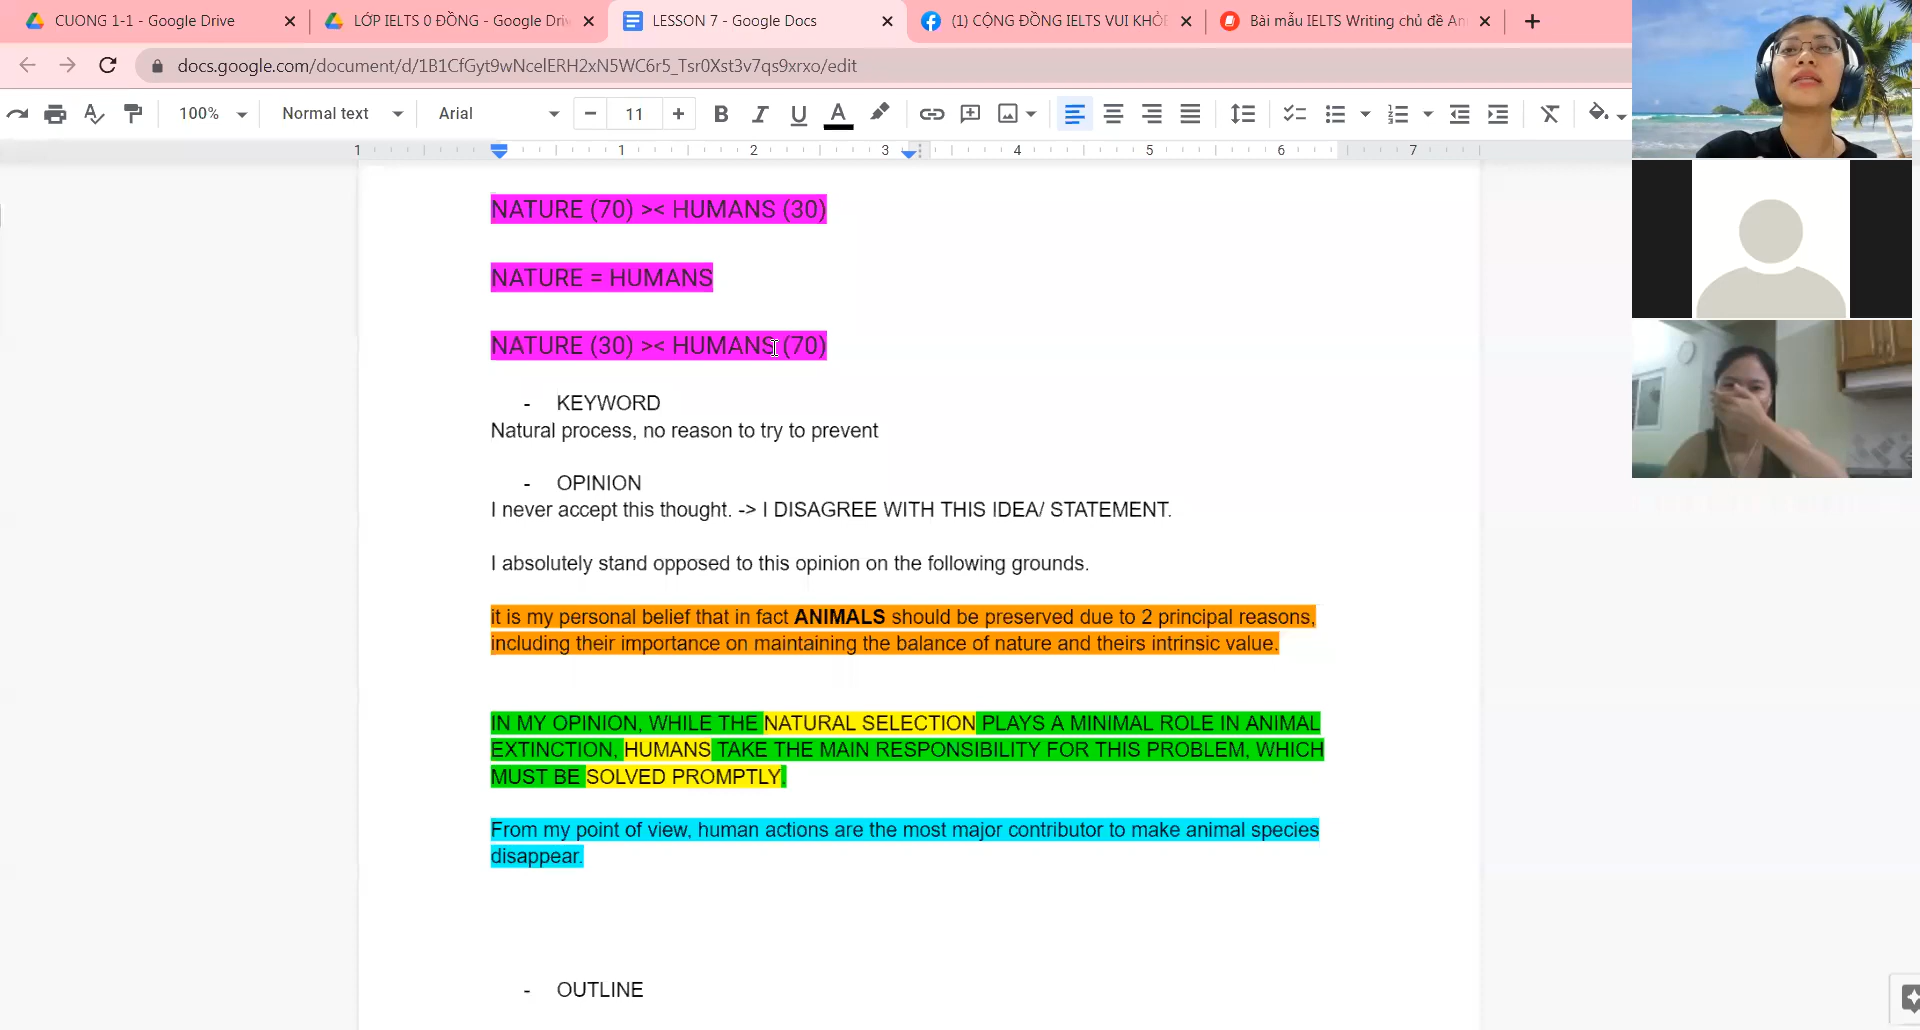 CUONG 1-1 - Google Drive
LỚP IELTS 0 ĐỒNG - Google Dri
LESSON 7 - Google Docs
(1) CỘNG ĐỒNG IELTS VUI KHỎE
Bài mẫu IELTS Writing chủ đề An
docs.google.com/document/d/1B1CfGyt9wNcelERH2xN5WC6r5_Tsr0Xst3v7qs9xrxo/edit
100% Normal text Arial 11
1 1 2 3 4 5 6 7
NATURE (70) >< HUMANS (30)
NATURE = HUMANS
NATURE (30) >< HUMANS (70)
- KEYWORD
Natural process, no reason to try to prevent
- OPINION
I never accept this thought. -> I DISAGREE WITH THIS IDEA/ STATEMENT.
I absolutely stand opposed to this opinion on the following grounds.
it is my personal belief that in fact ANIMALS should be preserved due to 2 principal reasons,
including their importance on maintaining the balance of nature and theirs intrinsic value.
IN MY OPINION, WHILE THE NATURAL SELECTION PLAYS A MINIMAL ROLE IN ANIMAL
EXTINCTION, HUMANS TAKE THE MAIN RESPONSIBILITY FOR THIS PROBLEM, WHICH
MUST BE SOLVED PROMPTLY.
From my point of view, human actions are the most major contributor to make animal species
disappear.
- OUTLINE